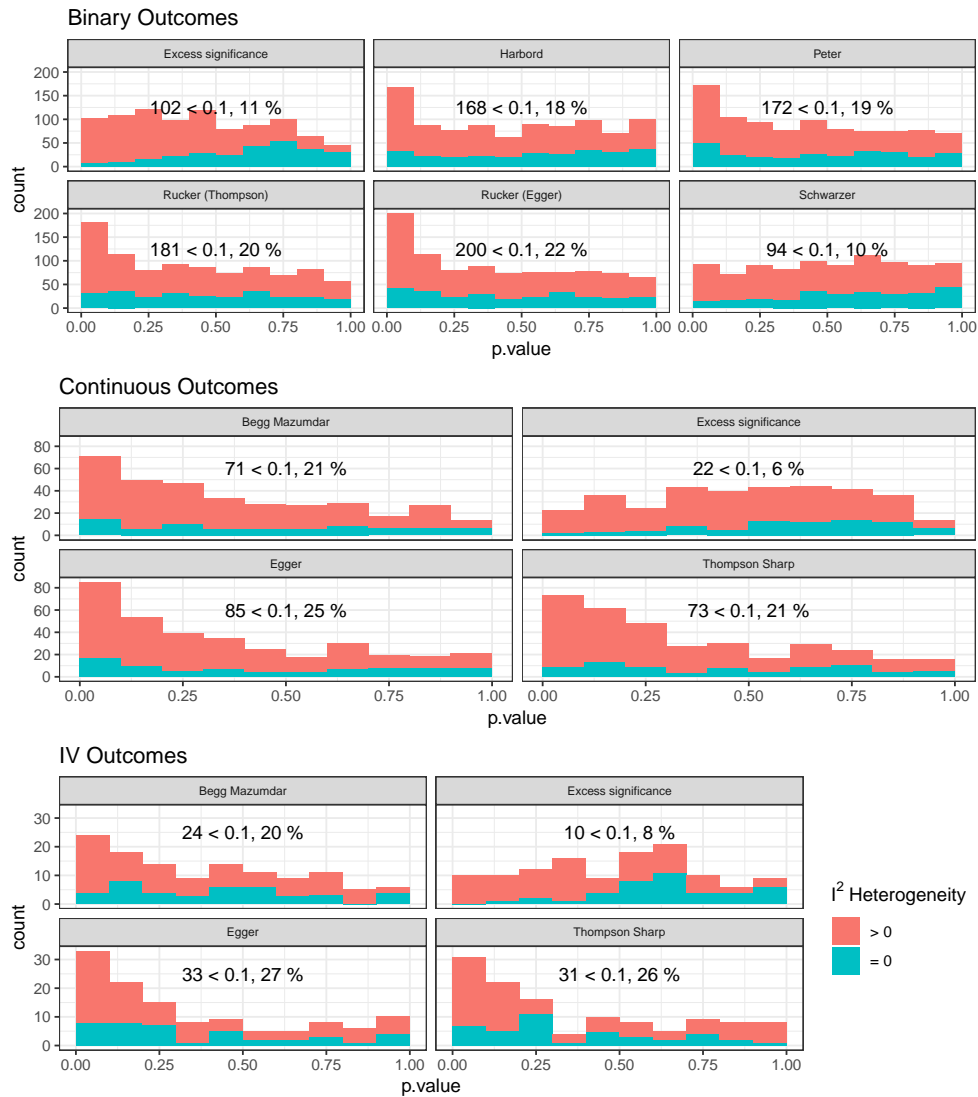 Binary Outcomes
Excess significance Harbord Peter
200
150
100
50
0
102 < 0.1, 11 % 168 < 0.1, 18 % 172 < 0.1, 19 %
Rucker (Thompson) Rucker (Egger) Schwarzer
200
150
100
50
0
181 < 0.1, 20 % 200 < 0.1, 22 % 94 < 0.1, 10 %
count
0.00 0.25 0.50 0.75 1.00 0.00 0.25 0.50 0.75 1.00 0.00 0.25 0.50 0.75 1.00
p.value
Continuous Outcomes
Begg Mazumdar Excess significance
80
60
40
20
0
71 < 0.1, 21 % 22 < 0.1, 6 %
Egger Thompson Sharp
80
60
40
20
0
85 < 0.1, 25 % 73 < 0.1, 21 %
count
0.00 0.25 0.50 0.75 1.00 0.00 0.25 0.50 0.75 1.00
p.value
IV Outcomes
Begg Mazumdar Excess significance
30
20
10
0
24 < 0.1, 20 % 10 < 0.1, 8 %
Egger Thompson Sharp
30
20
10
0
33 < 0.1, 27 % 31 < 0.1, 26 %
count
0.00 0.25 0.50 0.75 1.00 0.00 0.25 0.50 0.75 1.00
p.value
I² Heterogeneity
> 0
= 0